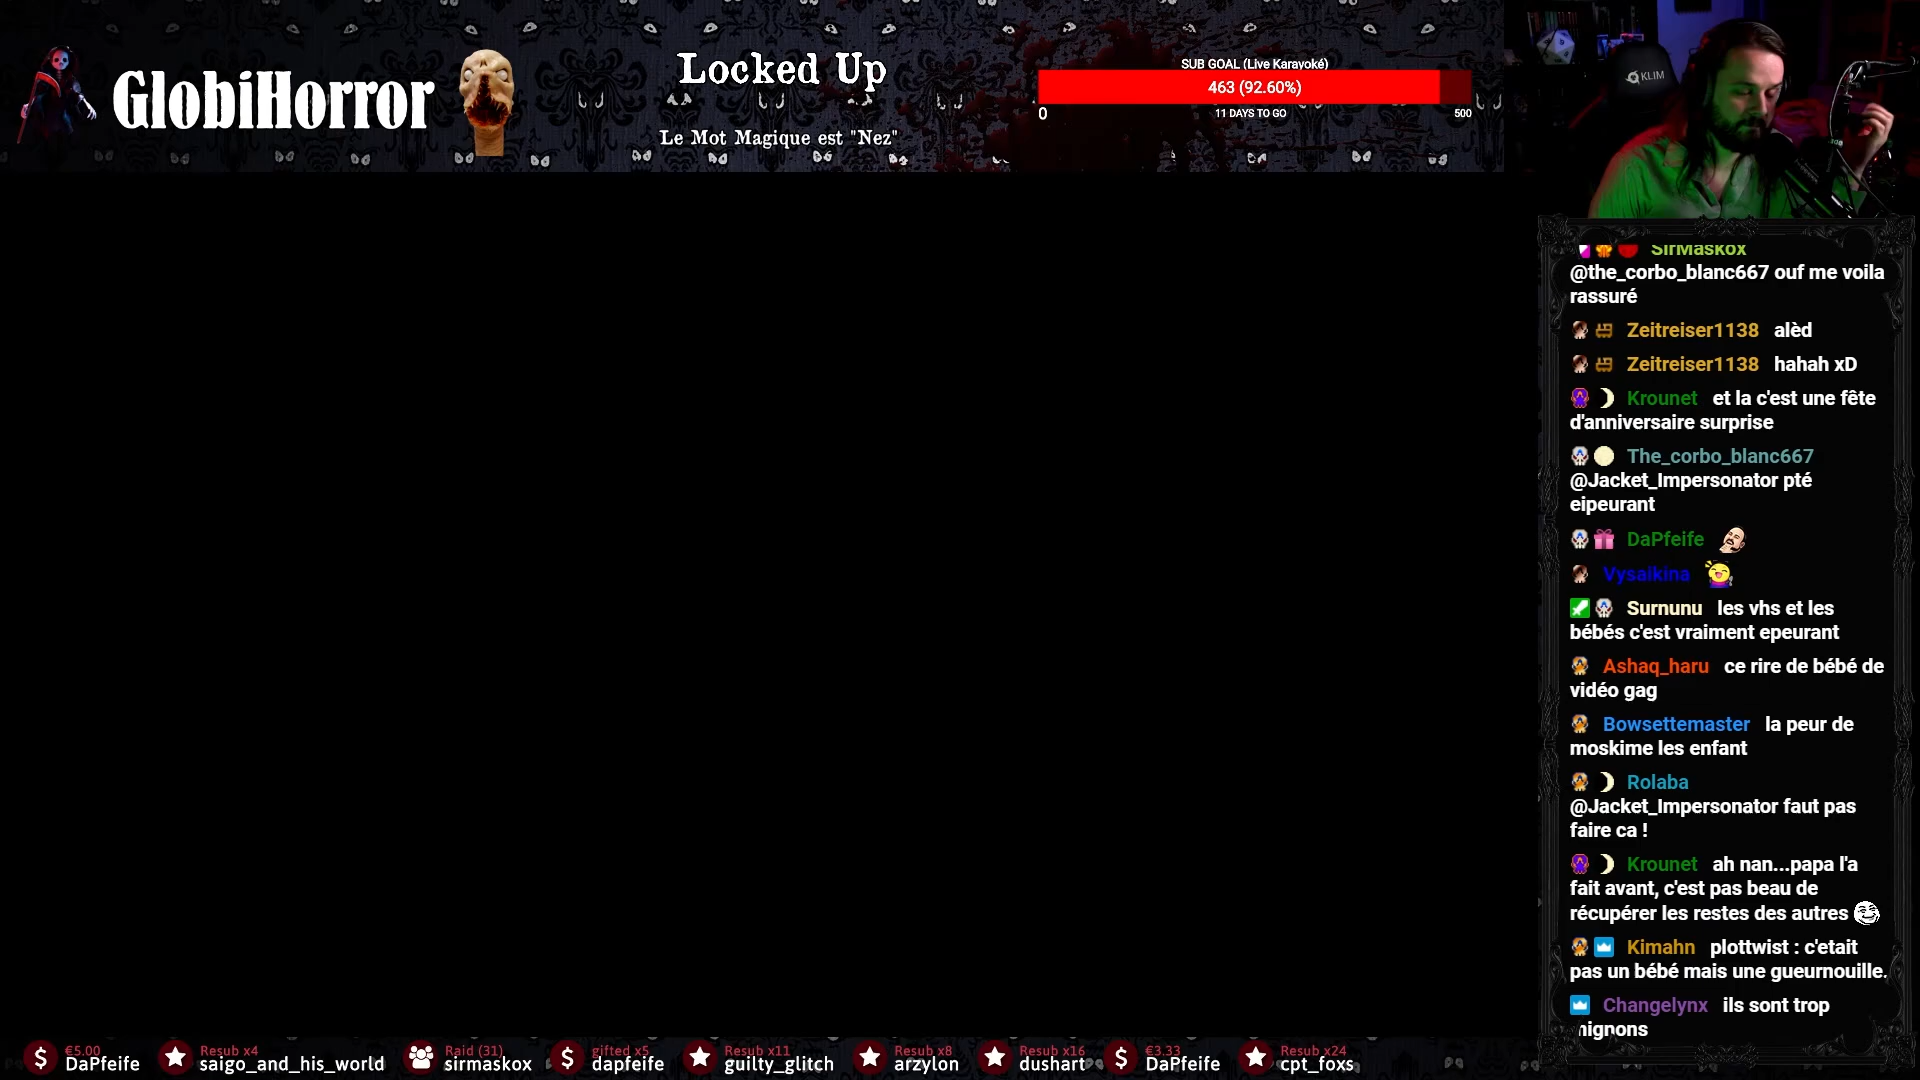 GlobiHorror
Locked Up
Le Mot Magique est "Nez"
SUB GOAL (Live Karayoké)
463 (92.60%)
0
11 DAYS TO GO
500
KLIM
SirMaskox
@the_corbo_blanc667 ouf me voila
rassuré
Zeitreiser1138 alèd
Zeitreiser1138 hahah xD
Krounet et la c'est une fête
d'anniversaire surprise
The_corbo_blanc667
@Jacket_Impersonator pté
eipeurant
DaPfeife
Vysaikina
Surnunu les vhs et les
bébés c'est vraiment epeurant
Ashaq_haru ce rire de bébé de
vidéo gag
Bowsettemaster la peur de
moskime les enfant
Rolaba
@Jacket_Impersonator faut pas
faire ca !
Krounet ah nan...papa l'a
fait avant, c'est pas beau de
récupérer les restes des autres
Kimahn plottwist : c'etait
pas un bébé mais une gueurnouille.
Changelynx ils sont trop
mignons
€5.00
DaPfeife
Resub x4
saigo_and_his_world
Raid (31)
sirmaskox
gifted x5
dapfeife
Resub x11
guilty_glitch
Resub x8
arzylon
Resub x16
dushart
€3.33
DaPfeife
Resub x24
cpt_foxs